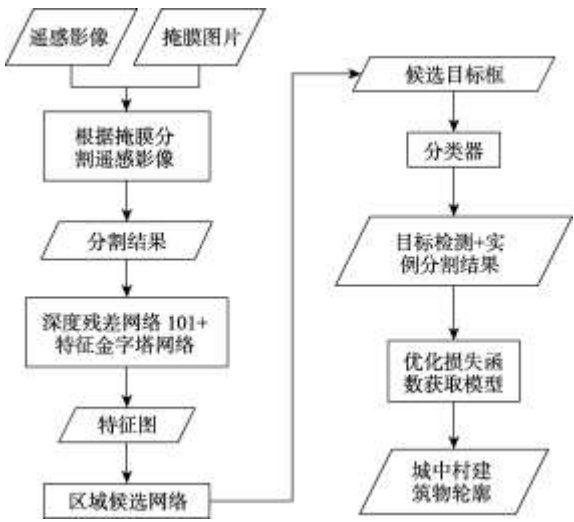 遥感影像
掩膜图片
根据掩膜分
割遥感影像
分割结果
深度残差网络 101+
特征金字塔网络
特征图
区域候选网络
候选目标框
分类器
目标检测+实
例分割结果
优化损失函
数获取模型
城中村建
筑物轮廓